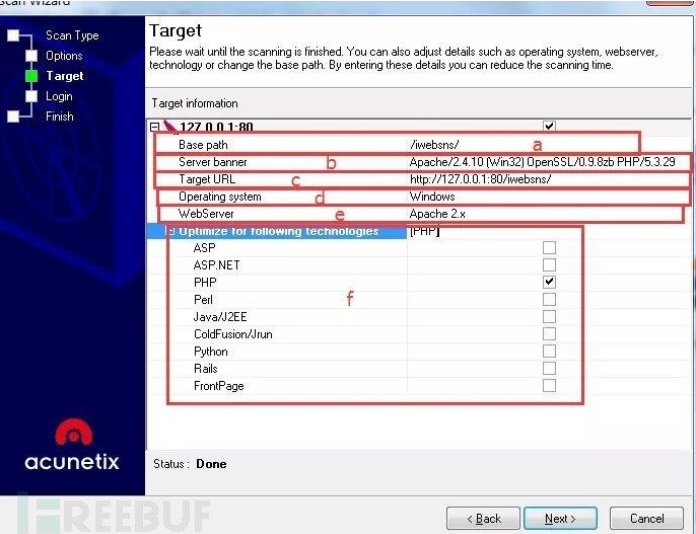 Scan Wizard
Scan Type
Options
Target
Login
Finish
Target
Please wait until the scanning is finished. You can also adjust details such as operating system, webserver,
technology or change the base path. By entering these details you can reduce the scanning time.
Target information
127.0.0.1:80
Base path /iwebsns/ a
Server banner b Apache/2.4.10 (Win32) OpenSSL/0.9.8zb PHP/5.3.29
Target URL c http://127.0.0.1:80/iwebsns/
Operating system d Windows
WebServer e Apache 2.x
Optimize for following technologies [PHP]
ASP
ASP.NET
PHP
Perl f
Java/J2EE
ColdFusion/Jrun
Python
Rails
FrontPage
acunetix
Status : Done
FREEBUF
< Back Next > Cancel